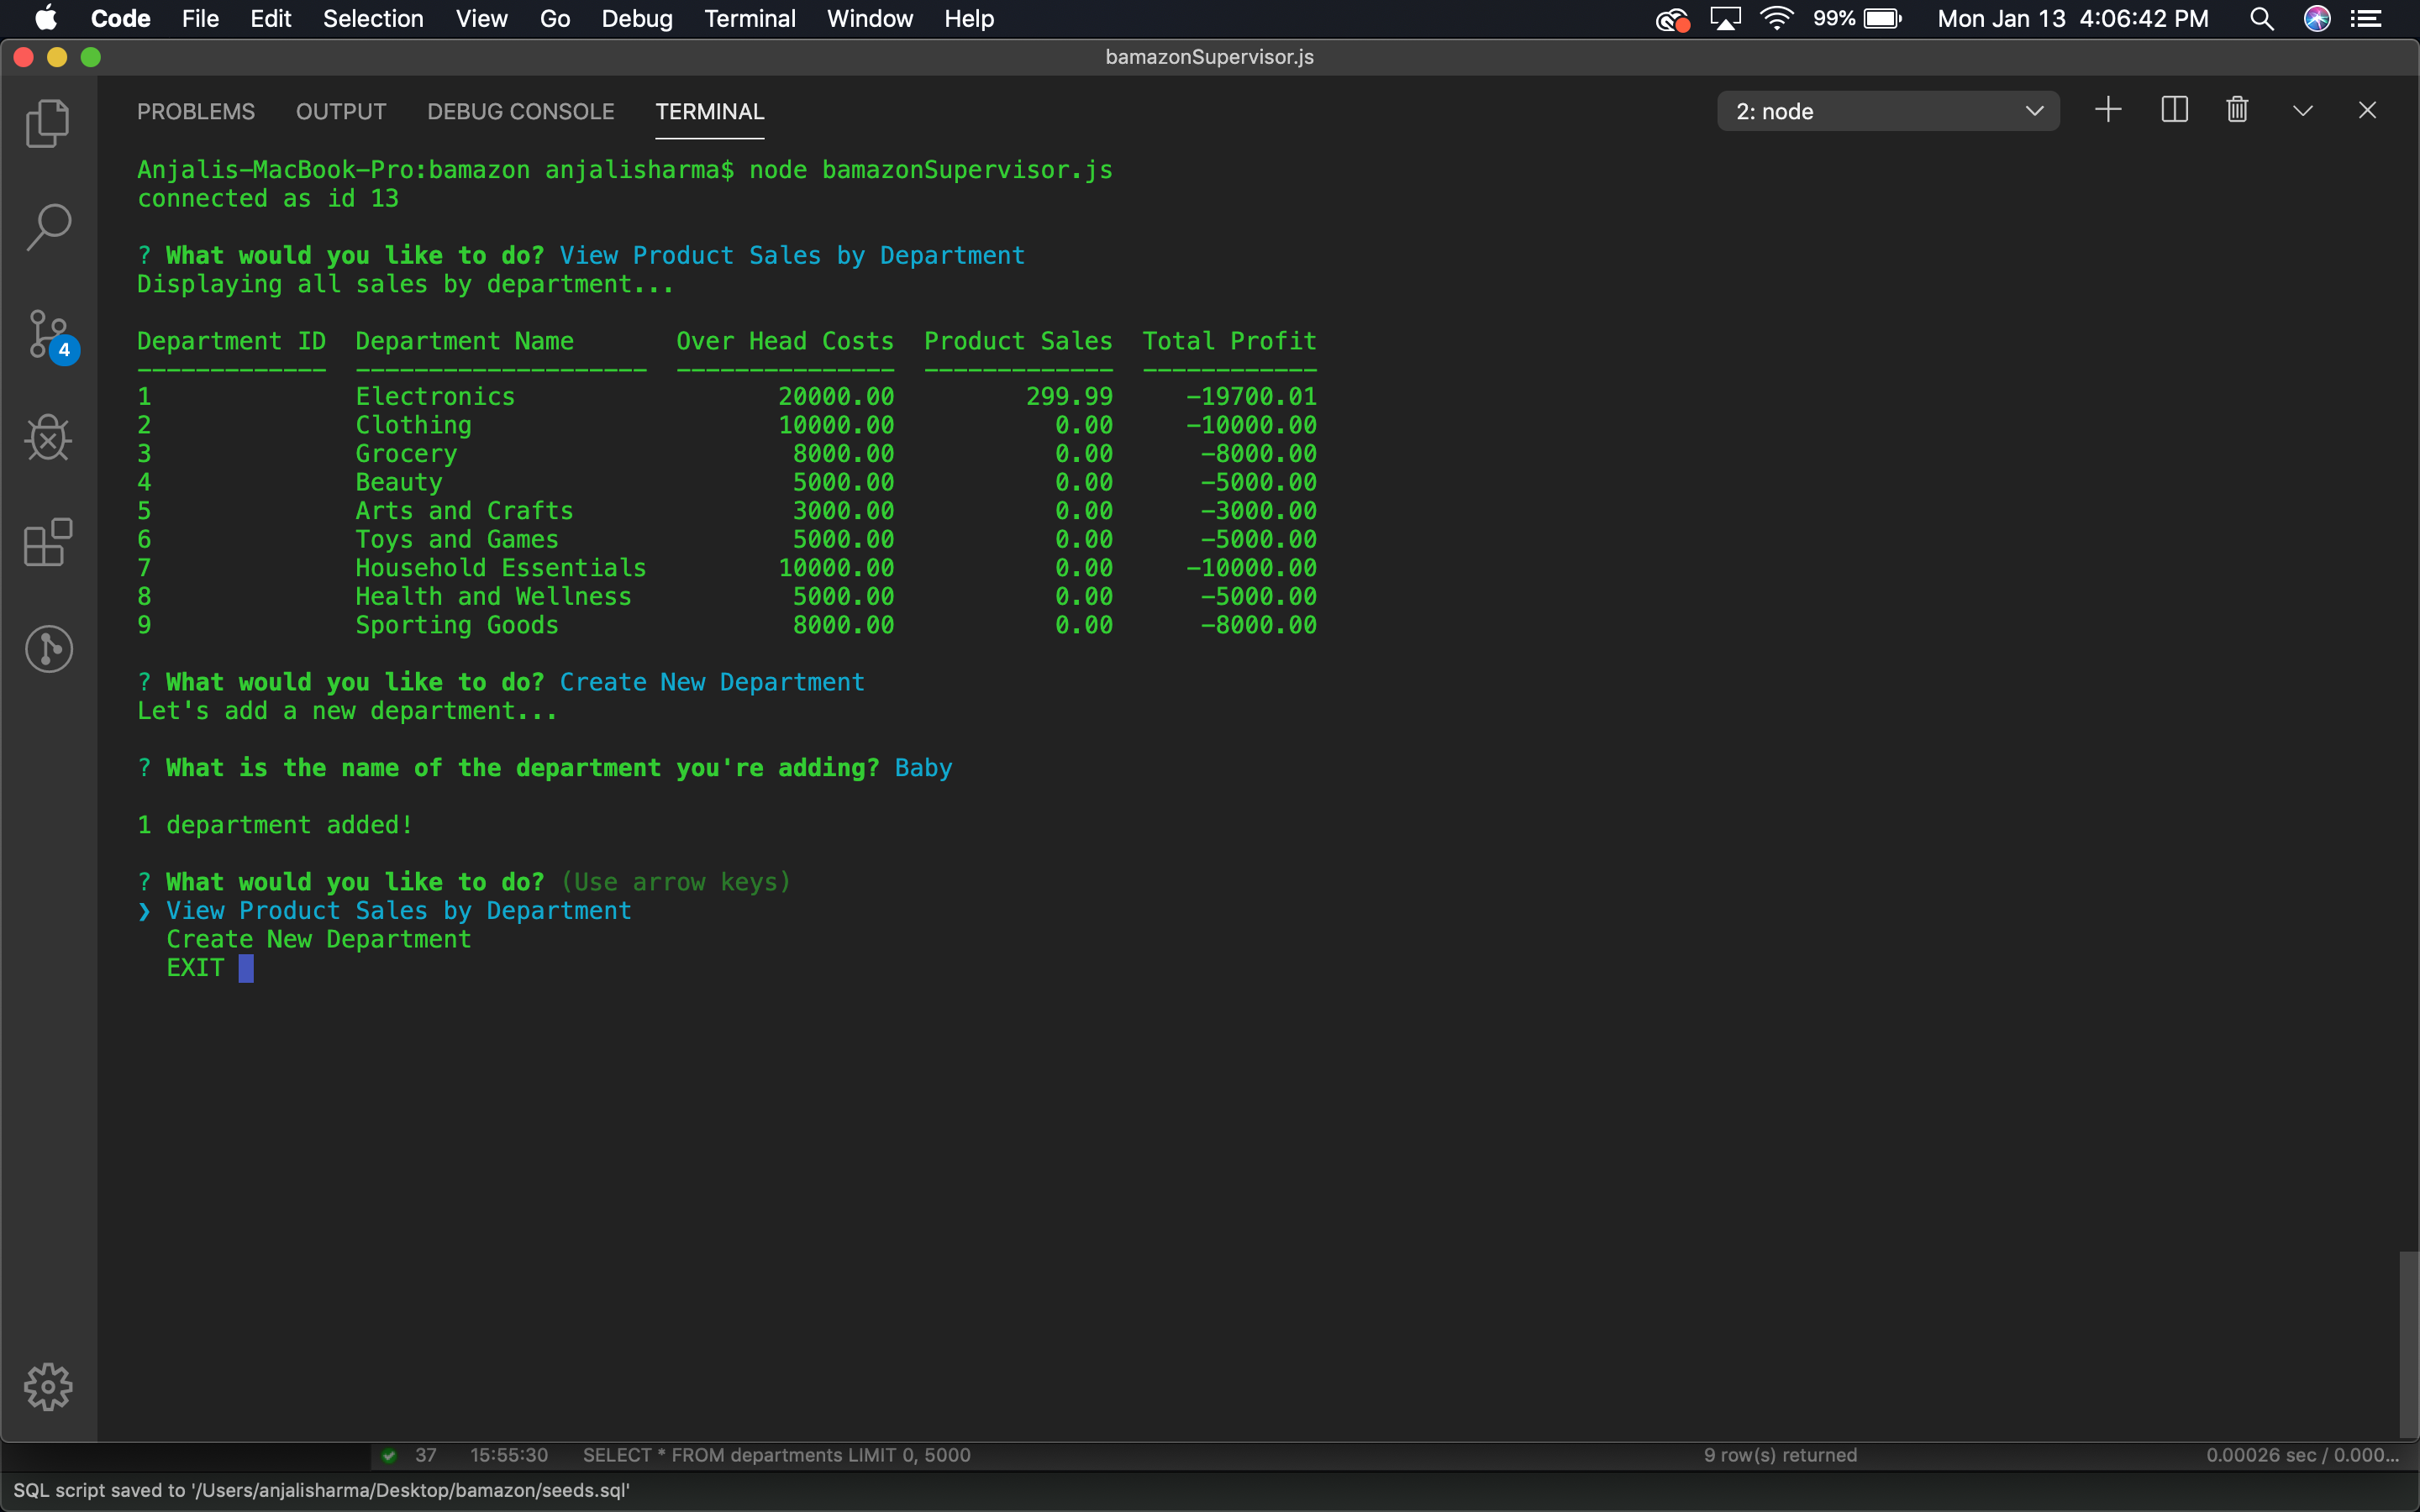 Code File Edit Selection View Go Debug Terminal Window Help 99% Mon Jan 13 4:06:42 PM
bamazonSupervisor.js
PROBLEMS OUTPUT DEBUG CONSOLE TERMINAL 2: node
Anjalis-MacBook-Pro:bamazon anjalisharma$ node bamazonSupervisor.js
connected as id 13
? What would you like to do? View Product Sales by Department
Displaying all sales by department...
Department ID  Department Name       Over Head Costs  Product Sales  Total Profit
-------------  --------------------  ---------------  -------------  ------------
1              Electronics                  20000.00         299.99     -19700.01
2              Clothing                     10000.00           0.00     -10000.00
3              Grocery                       8000.00           0.00      -8000.00
4              Beauty                        5000.00           0.00      -5000.00
5              Arts and Crafts               3000.00           0.00      -3000.00
6              Toys and Games                5000.00           0.00      -5000.00
7              Household Essentials         10000.00           0.00     -10000.00
8              Health and Wellness           5000.00           0.00      -5000.00
9              Sporting Goods                8000.00           0.00      -8000.00
? What would you like to do? Create New Department
Let's add a new department...
? What is the name of the department you're adding? Baby
1 department added!
? What would you like to do? (Use arrow keys)
❯ View Product Sales by Department
Create New Department
EXIT
4
37 15:55:30 SELECT * FROM departments LIMIT 0, 5000 9 row(s) returned 0.00026 sec / 0.000...
SQL script saved to '/Users/anjalisharma/Desktop/bamazon/seeds.sql'